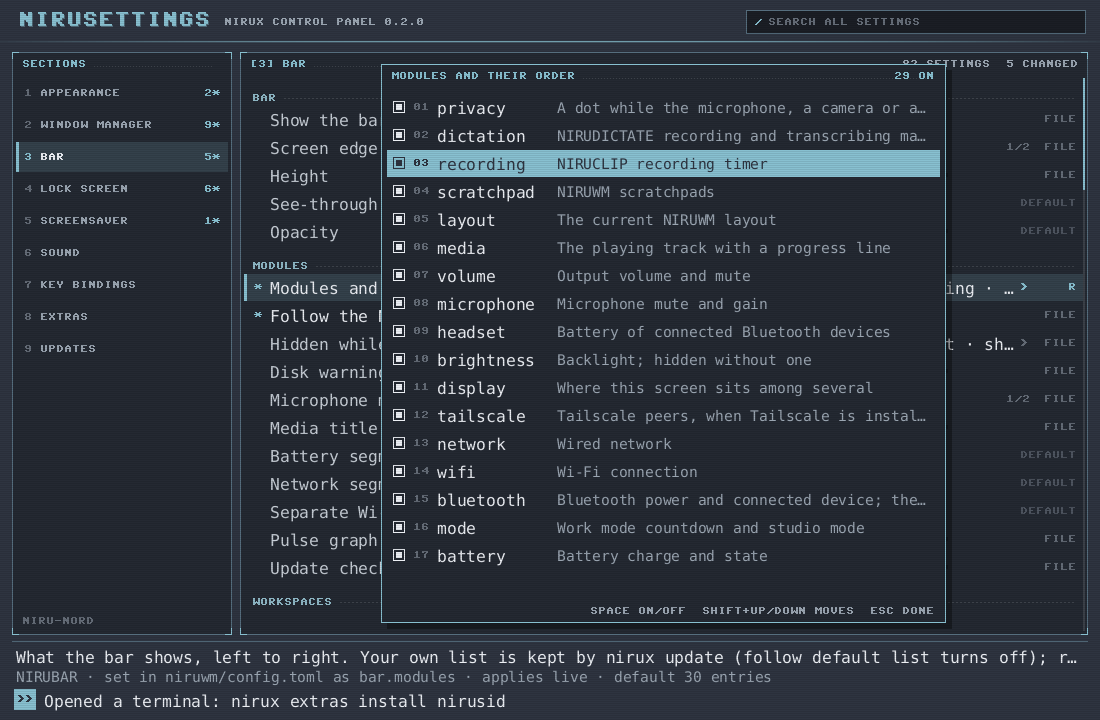 NIRUSETTINGS NIRUX CONTROL PANEL 0.2.0
/ SEARCH ALL SETTINGS
SECTIONS
1 APPEARANCE 2*
2 WINDOW MANAGER 9*
3 BAR 5*
4 LOCK SCREEN 6*
5 SCREENSAVER 1*
6 SOUND
7 KEY BINDINGS
8 EXTRAS
9 UPDATES
NIRU-NORD
[3] BAR SETTINGS 5 CHANGED
BAR
Show the ba FILE
Screen edge 1/2 FILE
Height FILE
See-through DEFAULT
Opacity DEFAULT
MODULES
* Modules and ing · … > R
* Follow the FILE
Hidden while t · sh… > FILE
Disk warning FILE
Microphone 1/2 FILE
Media title FILE
Battery seg DEFAULT
Network seg DEFAULT
Separate Wi DEFAULT
Pulse graph FILE
Update chec FILE
WORKSPACES
MODULES AND THEIR ORDER 29 ON
01 privacy A dot while the microphone, a camera or a…
02 dictation NIRUDICTATE recording and transcribing ma…
03 recording NIRUCLIP recording timer
04 scratchpad NIRUWM scratchpads
05 layout The current NIRUWM layout
06 media The playing track with a progress line
07 volume Output volume and mute
08 microphone Microphone mute and gain
09 headset Battery of connected Bluetooth devices
10 brightness Backlight; hidden without one
11 display Where this screen sits among several
12 tailscale Tailscale peers, when Tailscale is instal…
13 network Wired network
14 wifi Wi-Fi connection
15 bluetooth Bluetooth power and connected device; the…
16 mode Work mode countdown and studio mode
17 battery Battery charge and state
SPACE ON/OFF SHIFT+UP/DOWN MOVES ESC DONE
What the bar shows, left to right. Your own list is kept by nirux update (follow default list turns off); r…
NIRUBAR · set in niruwm/config.toml as bar.modules · applies live · default 30 entries
>> Opened a terminal: nirux extras install nirusid